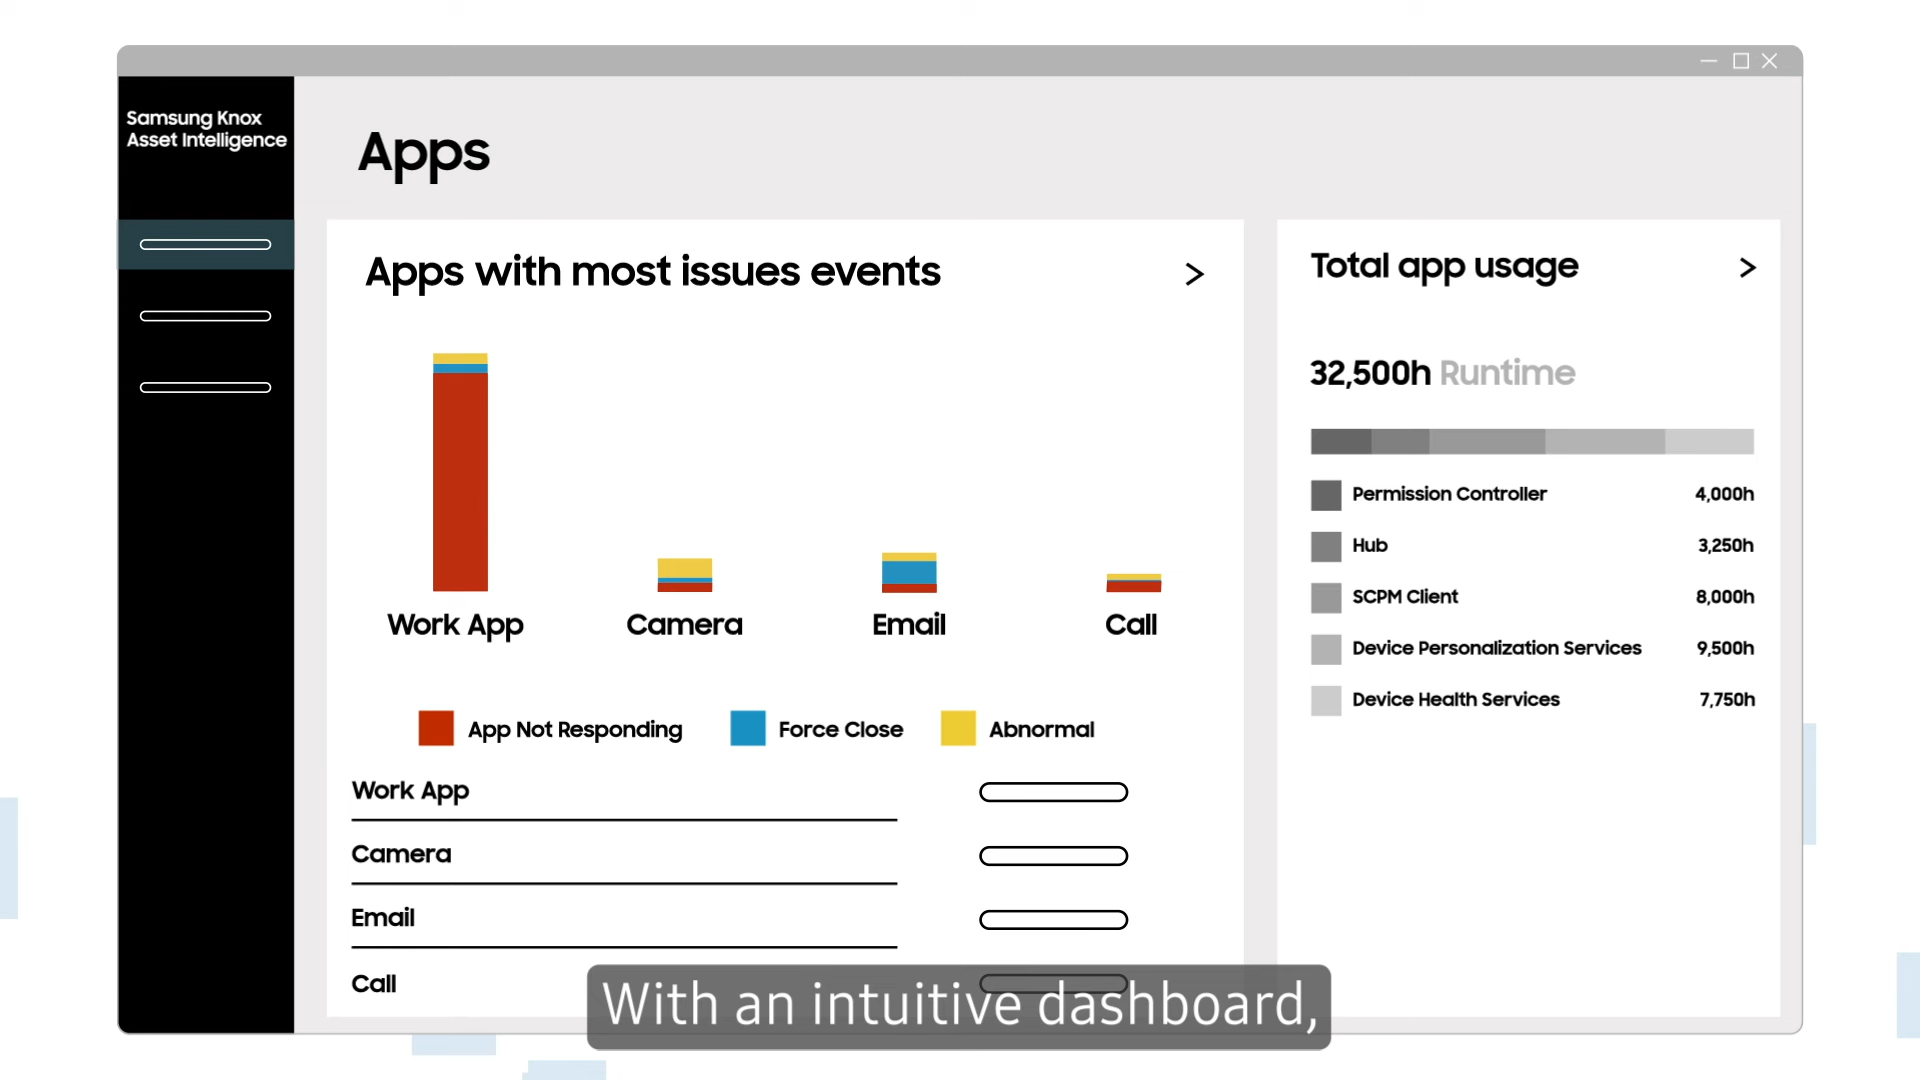 Samsung Knox
Asset Intelligence
Apps
Apps with most issues events
Work App
Camera
Email
Call
App Not Responding
Force Close
Abnormal
Work App
Camera
Email
Call
Total app usage
32,500h Runtime
Permission Controller 4,000h
Hub 3,250h
SCPM Client 8,000h
Device Personalization Services 9,500h
Device Health Services 7,750h
With an intuitive dashboard,